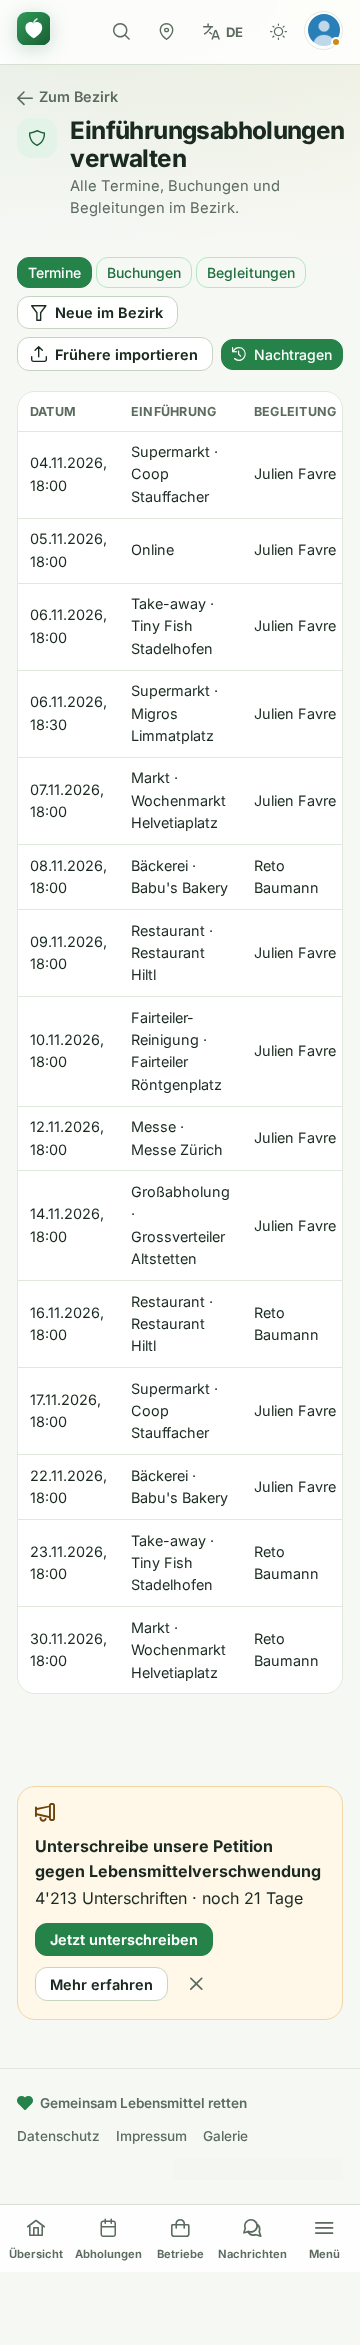 DE
Zum Bezirk
Einführungsabholungen
verwalten
Alle Termine, Buchungen und
Begleitungen im Bezirk.
Termine Buchungen Begleitungen
Neue im Bezirk
Frühere importieren Nachtragen
DATUM EINFÜHRUNG BEGLEITUNG
04.11.2026, 18:00 Supermarkt · Coop Stauffacher Julien Favre
05.11.2026, 18:00 Online Julien Favre
06.11.2026, 18:00 Take-away · Tiny Fish Stadelhofen Julien Favre
06.11.2026, 18:30 Supermarkt · Migros Limmatplatz Julien Favre
07.11.2026, 18:00 Markt · Wochenmarkt Helvetiaplatz Julien Favre
08.11.2026, 18:00 Bäckerei · Babu's Bakery Reto Baumann
09.11.2026, 18:00 Restaurant · Restaurant Hiltl Julien Favre
10.11.2026, 18:00 Fairteiler-Reinigung · Fairteiler Röntgenplatz Julien Favre
12.11.2026, 18:00 Messe · Messe Zürich Julien Favre
14.11.2026, 18:00 Großabholung · Grossverteiler Altstetten Julien Favre
16.11.2026, 18:00 Restaurant · Restaurant Hiltl Reto Baumann
17.11.2026, 18:00 Supermarkt · Coop Stauffacher Julien Favre
22.11.2026, 18:00 Bäckerei · Babu's Bakery Julien Favre
23.11.2026, 18:00 Take-away · Tiny Fish Stadelhofen Reto Baumann
30.11.2026, 18:00 Markt · Wochenmarkt Helvetiaplatz Reto Baumann
Unterschreibe unsere Petition
gegen Lebensmittelverschwendung
4'213 Unterschriften · noch 21 Tage
Jetzt unterschreiben
Mehr erfahren
Gemeinsam Lebensmittel retten
Datenschutz Impressum Galerie
Übersicht Abholungen Betriebe Nachrichten Menü